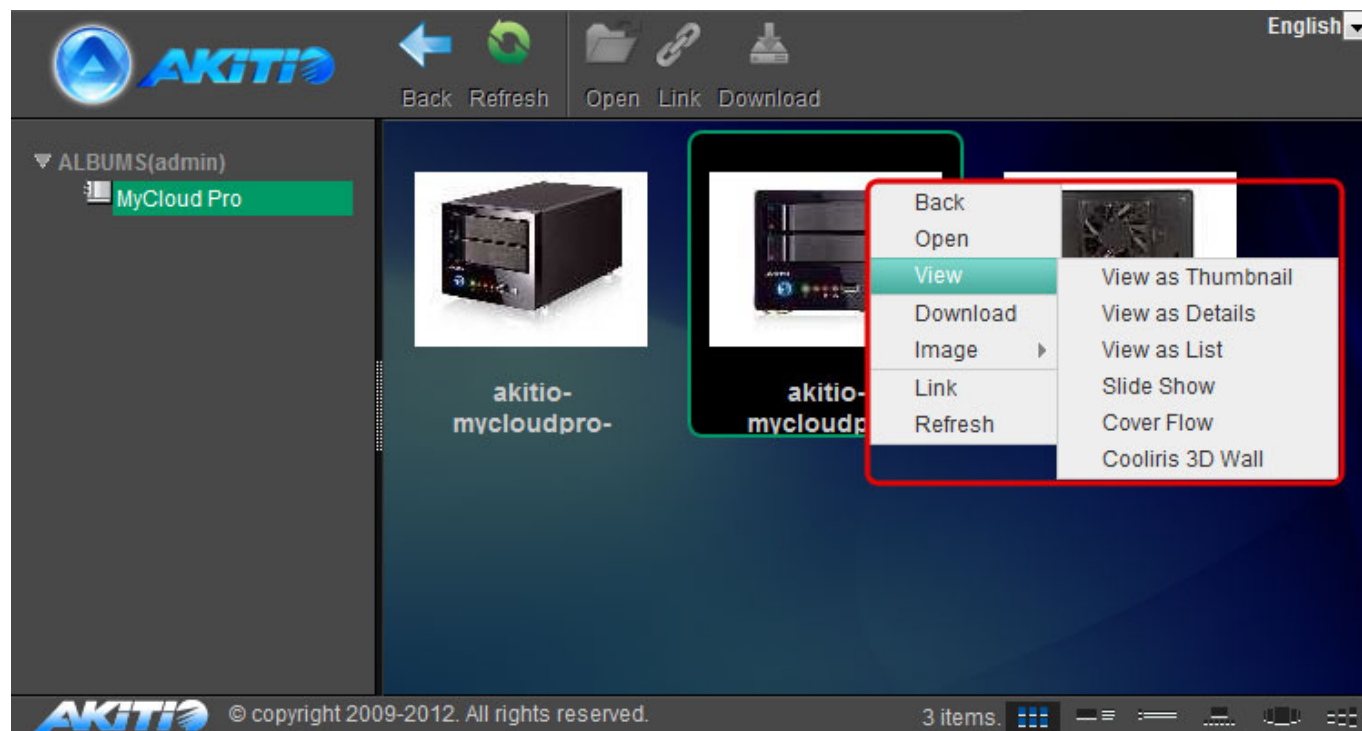 AKiTiO
English
Back Refresh Open Link Download
ALBUMS(admin)
MyCloud Pro
akitio-
mycloudpro-
akitio-
mycloudp
Back
Open
View
Download
Image
Link
Refresh
View as Thumbnail
View as Details
View as List
Slide Show
Cover Flow
Cooliris 3D Wall
AKiTiO © copyright 2009-2012. All rights reserved. 3 items.